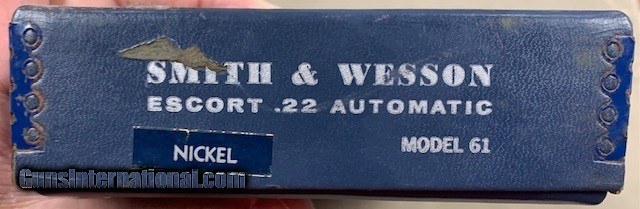 SMITH & WESSON
ESCORT .22 AUTOMATIC
NICKEL
MODEL 61
GunsInternational.com